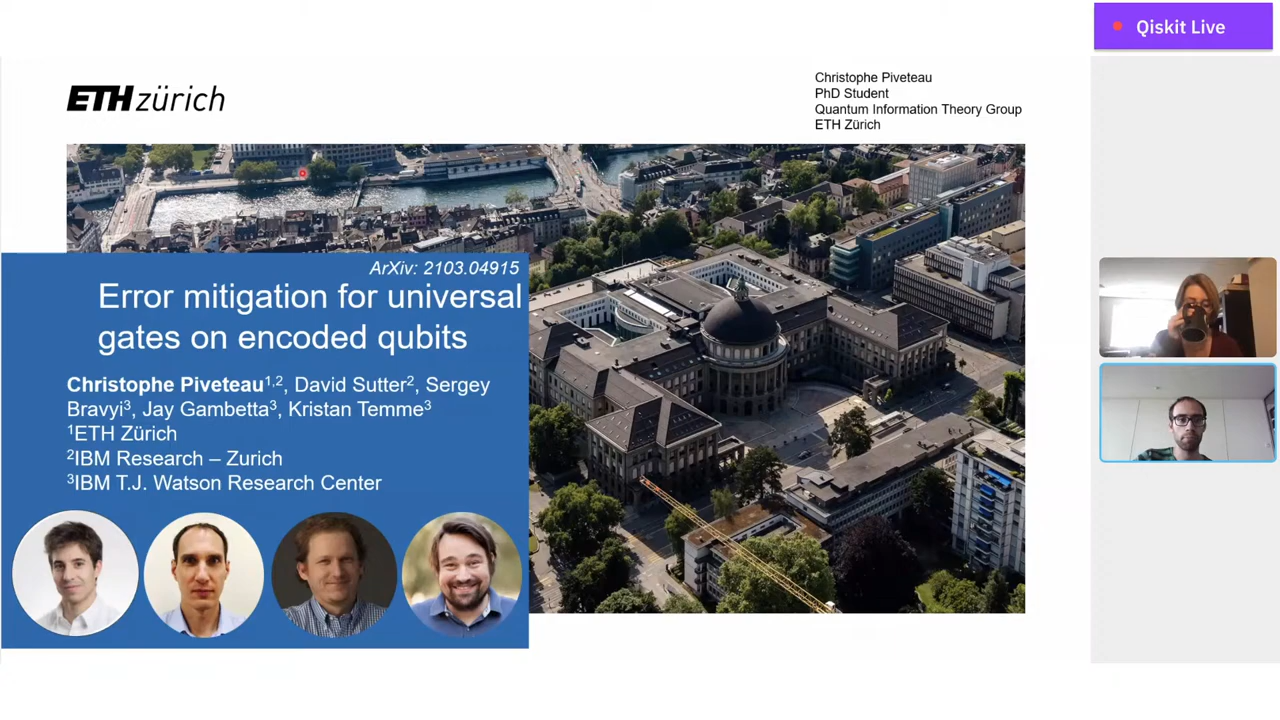 Qiskit Live
ETH zürich
Christophe Piveteau
PhD Student
Quantum Information Theory Group
ETH Zürich
ArXiv: 2103.04915
Error mitigation for universal
gates on encoded qubits
Christophe Piveteau¹,², David Sutter², Sergey
Bravyi³, Jay Gambetta³, Kristan Temme³
¹ETH Zürich
²IBM Research – Zurich
³IBM T.J. Watson Research Center